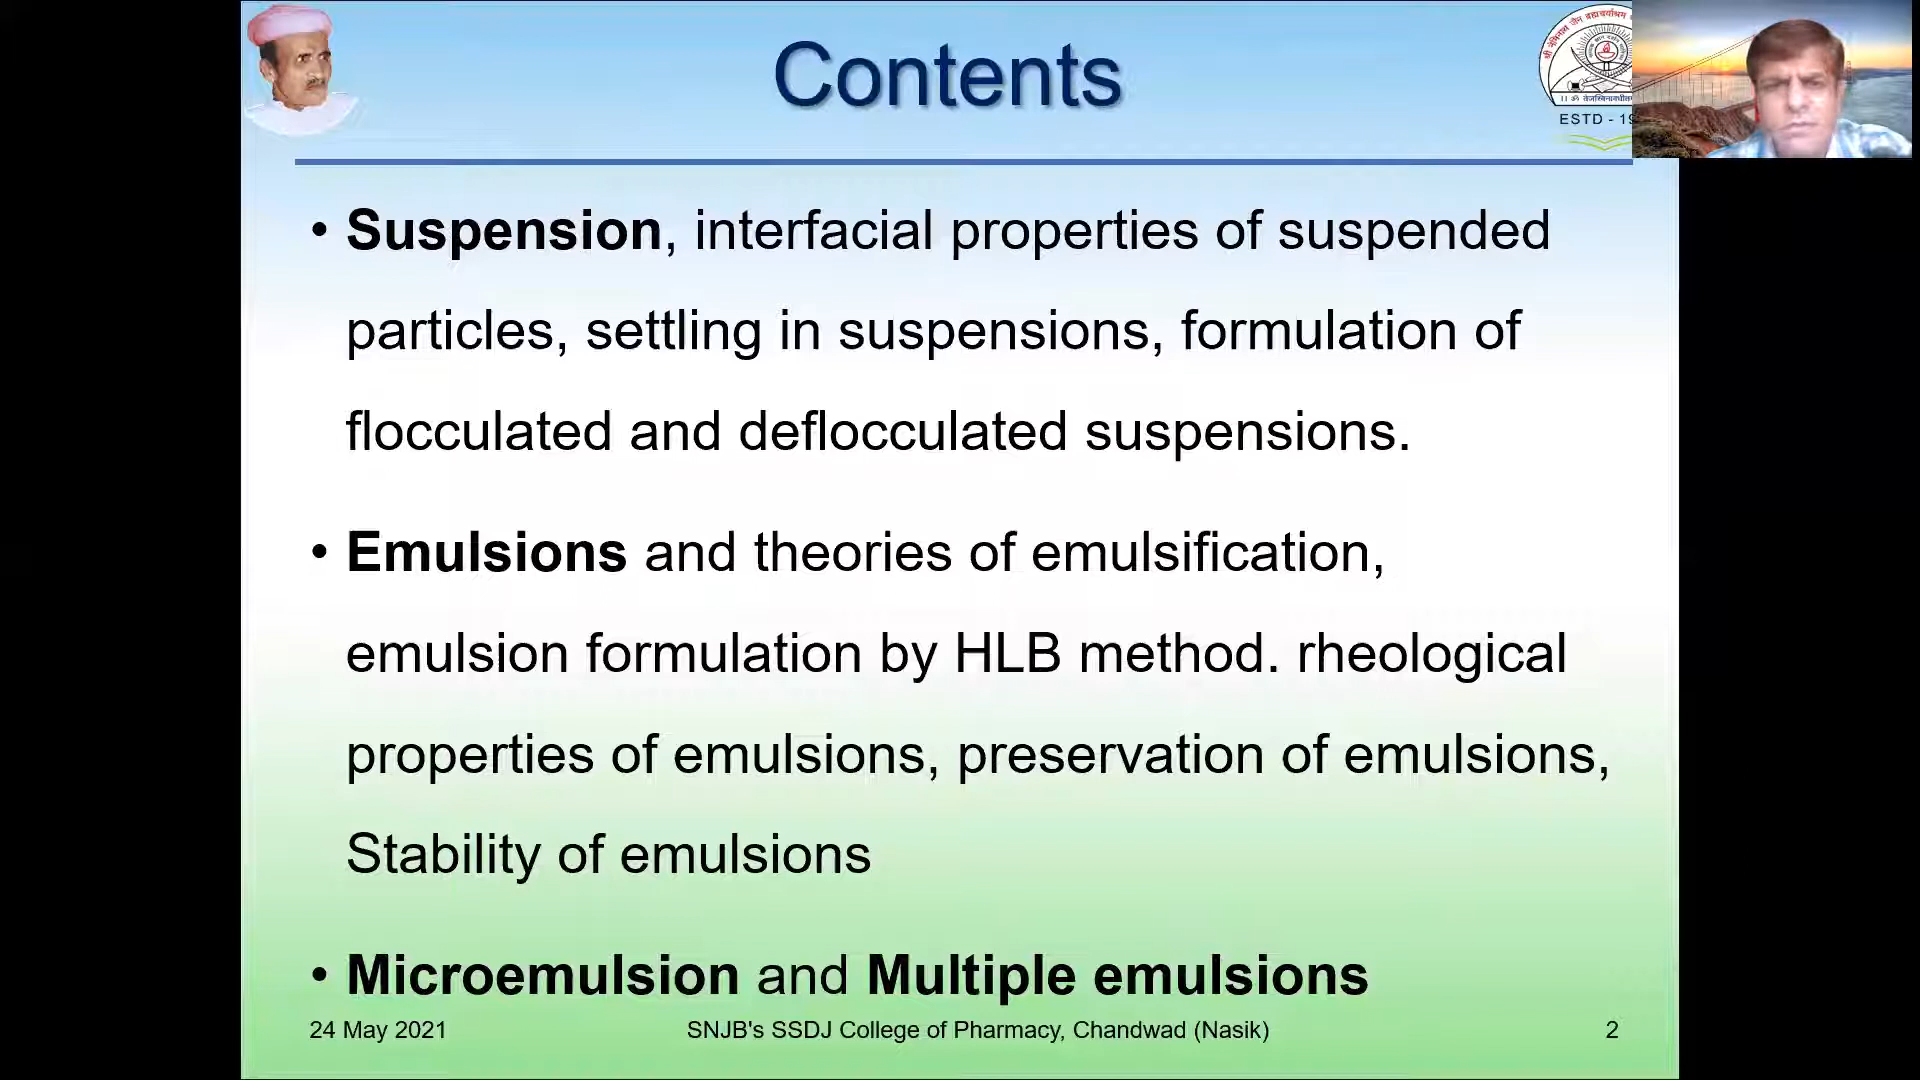 Contents
ESTD - 19
• Suspension, interfacial properties of suspended
particles, settling in suspensions, formulation of
flocculated and deflocculated suspensions.
• Emulsions and theories of emulsification,
emulsion formulation by HLB method. rheological
properties of emulsions, preservation of emulsions,
Stability of emulsions
• Microemulsion and Multiple emulsions
24 May 2021
SNJB's SSDJ College of Pharmacy, Chandwad (Nasik)
2